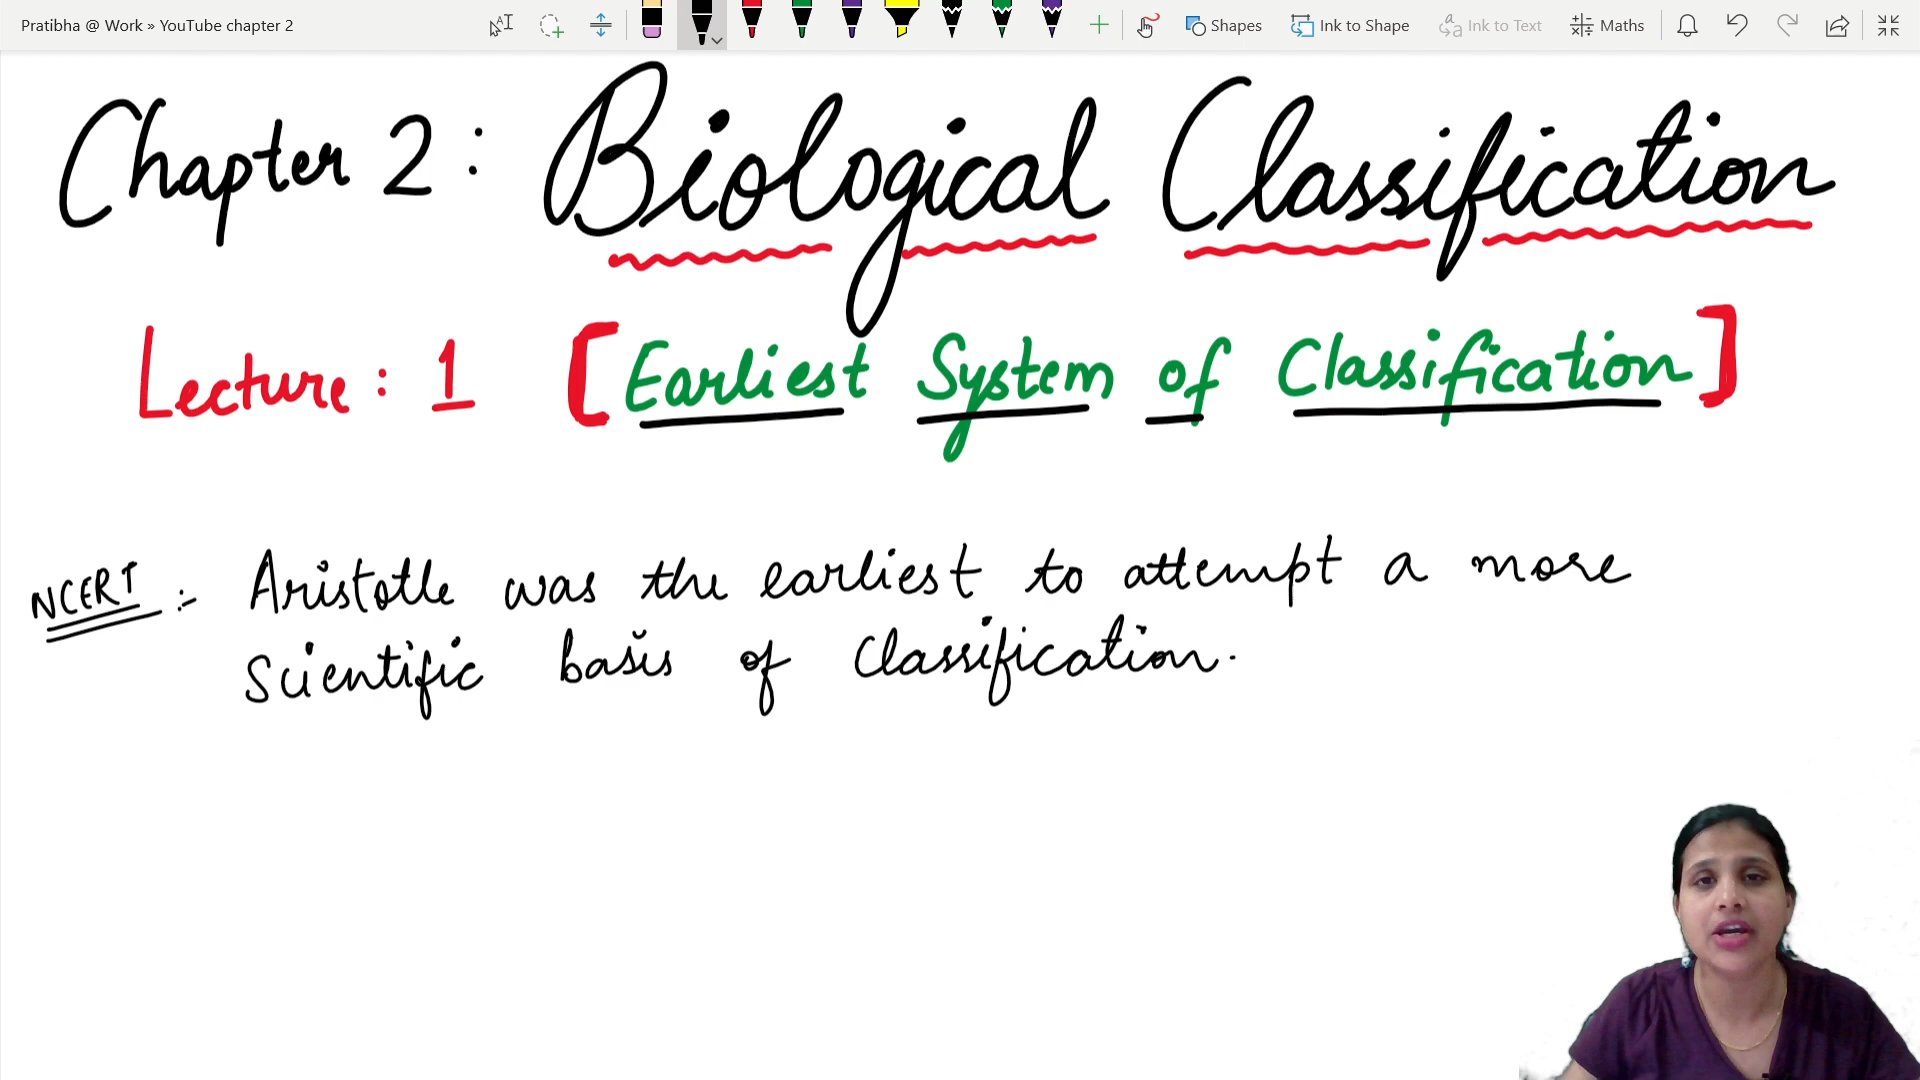 Pratibha @ Work » YouTube chapter 2
Shapes
Ink to Shape
Ink to Text
Maths
Chapter 2 : Biological Classification
Lecture : 1 [Earliest System of Classification]
NCERT :- Aristotle was the earliest to attempt a more
Scientific basis of Classification.